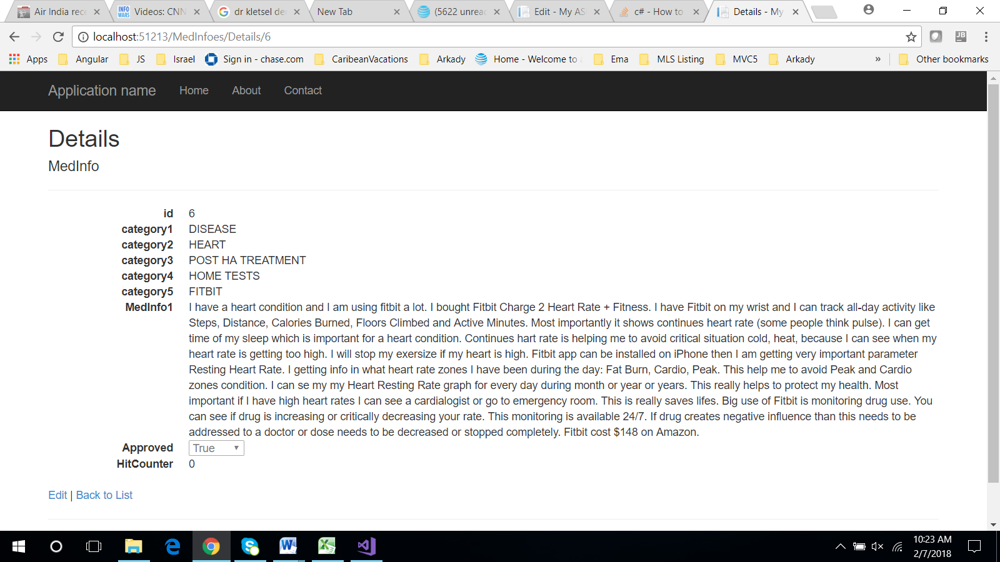 Air India rece
INFO WARS Videos: CNN
dr kletsel der
New Tab
(5622 unread
Edit - My AS
c# - How to
Details - My
localhost:51213/MedInfoes/Details/6
JB
Apps Angular JS Israel Sign in - chase.com CaribeanVacations Arkady Home - Welcome to a Ema MLS Listing MVC5 Arkady » Other bookmarks
Application name Home About Contact
Details
MedInfo
id 6
category1 DISEASE
category2 HEART
category3 POST HA TREATMENT
category4 HOME TESTS
category5 FITBIT
MedInfo1 I have a heart condition and I am using fitbit a lot. I bought Fitbit Charge 2 Heart Rate + Fitness. I have Fitbit on my wrist and I can track all-day activity like
Steps, Distance, Calories Burned, Floors Climbed and Active Minutes. Most importantly it shows continues heart rate (some people think pulse). I can get
time of my sleep which is important for a heart condition. Continues hart rate is helping me to avoid critical situation cold, heat, because I can see when my
heart rate is getting too high. I will stop my exersize if my heart is high. Fitbit app can be installed on iPhone then I am getting very important parameter
Resting Heart Rate. I getting info in what heart rate zones I have been during the day: Fat Burn, Cardio, Peak. This help me to avoid Peak and Cardio
zones condition. I can se my my Heart Resting Rate graph for every day during month or year or years. This really helps to protect my health. Most
important if I have high heart rates I can see a cardialogist or go to emergency room. This is really saves lifes. Big use of Fitbit is monitoring drug use. You
can see if drug is increasing or critically decreasing your rate. This monitoring is available 24/7. If drug creates negative influence than this needs to be
addressed to a doctor or dose needs to be decreased or stopped completely. Fitbit cost $148 on Amazon.
Approved True
HitCounter 0
Edit | Back to List
10:23 AM
2/7/2018